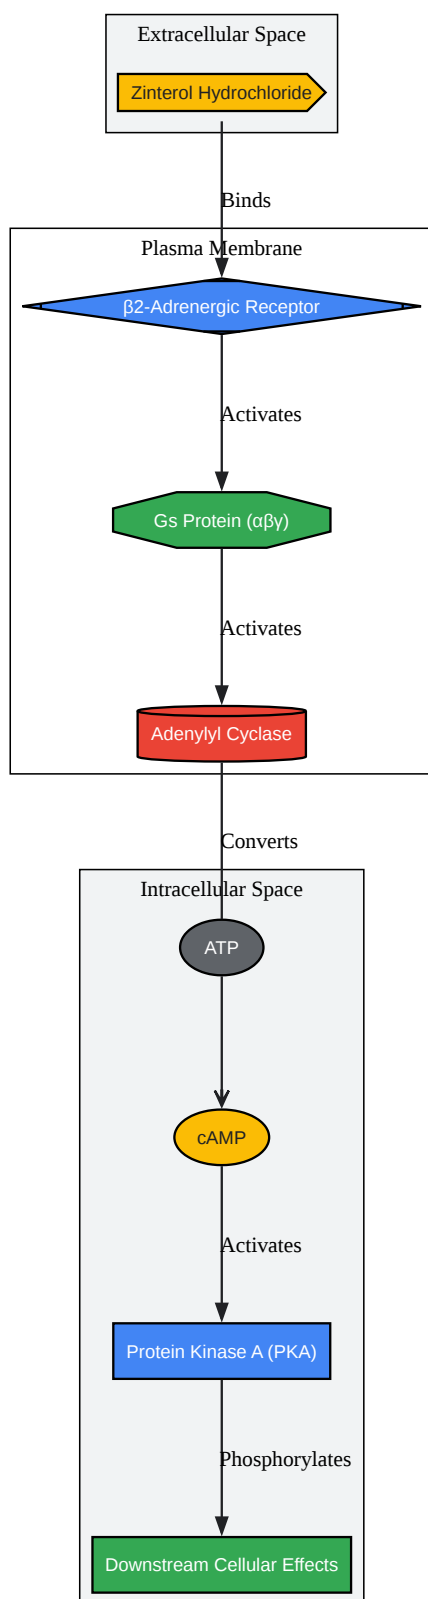 Extracellular Space
Zinterol Hydrochloride
Binds
Plasma Membrane
β2-Adrenergic Receptor
Activates
Gs Protein (αβγ)
Activates
Adenylyl Cyclase
Converts
Intracellular Space
ATP
cAMP
Activates
Protein Kinase A (PKA)
Phosphorylates
Downstream Cellular Effects